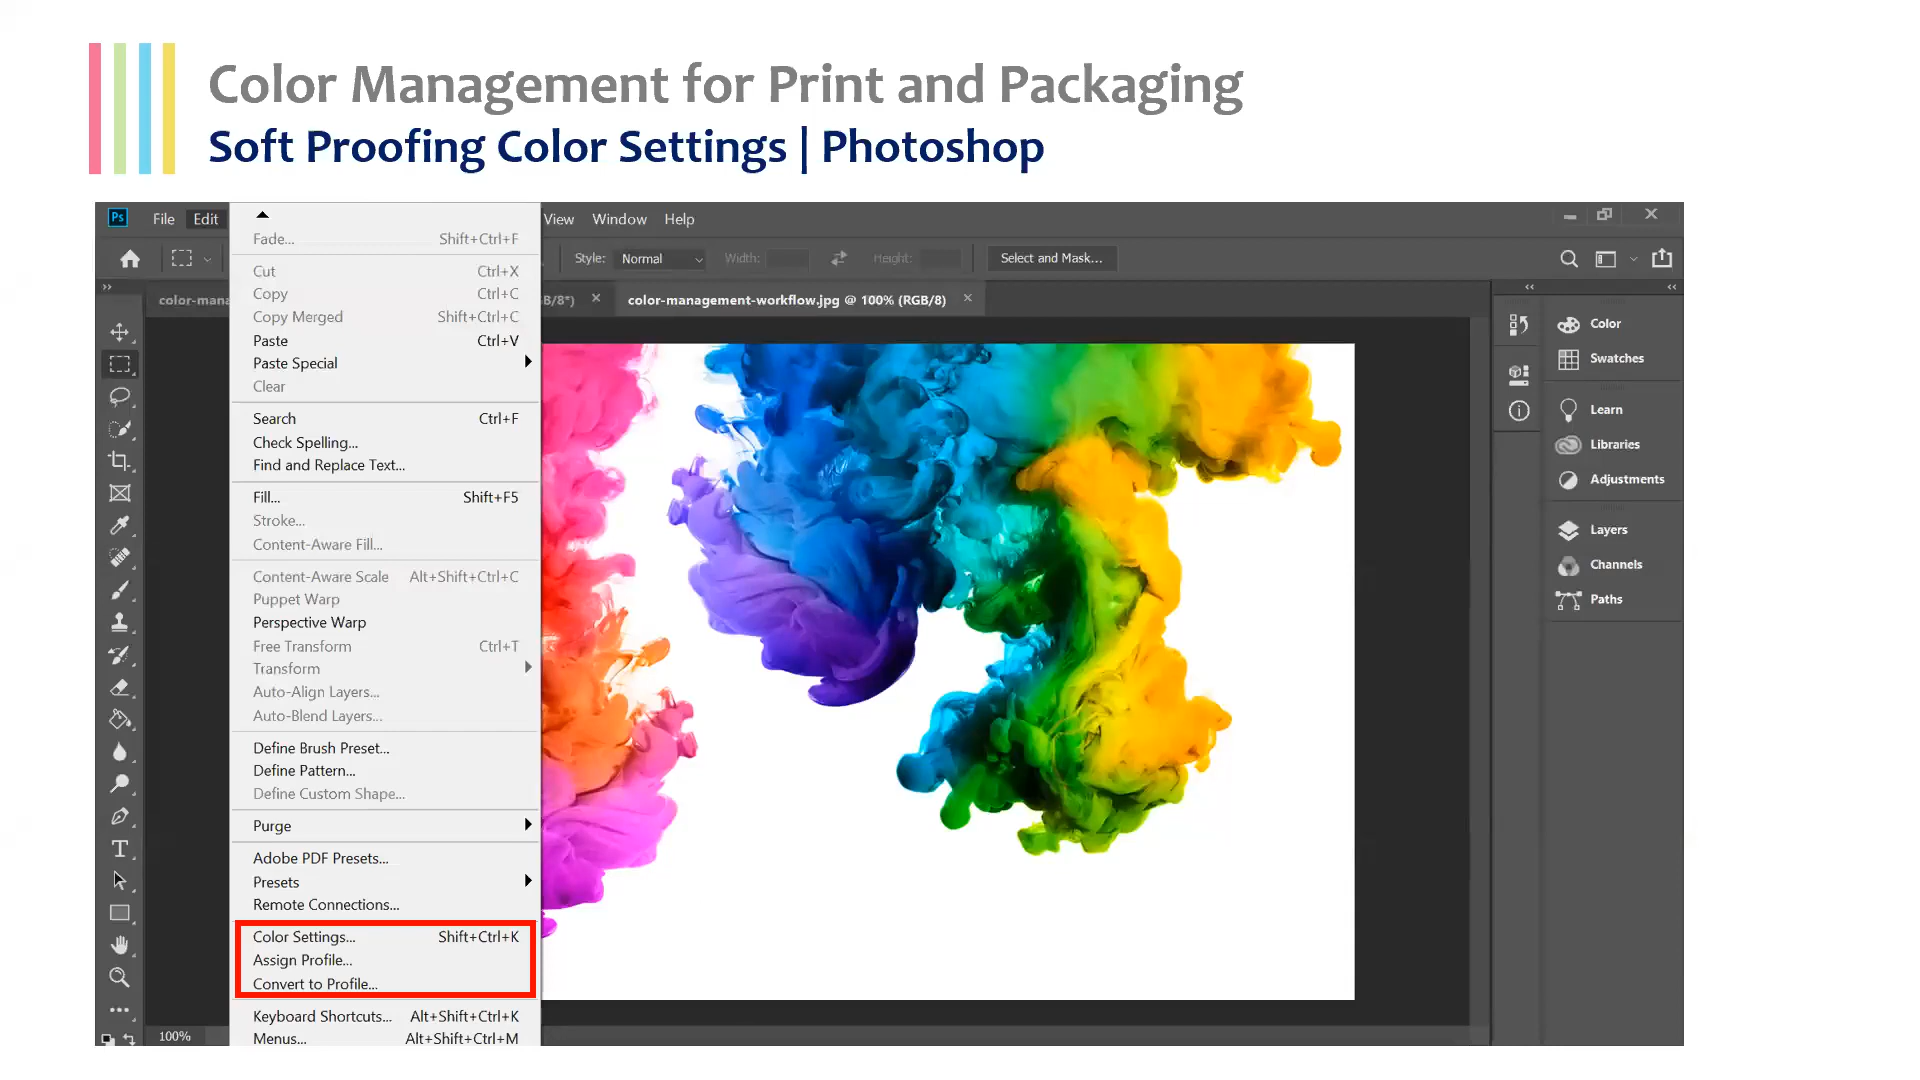 Color Management for Print and Packaging
Soft Proofing Color Settings | Photoshop
Ps File Edit View Window Help
Style: Normal Width: Height: Select and Mask...
color-mana B/8*) × color-management-workflow.jpg @ 100% (RGB/8) ×
Fade... Shift+Ctrl+F
Cut Ctrl+X
Copy Ctrl+C
Copy Merged Shift+Ctrl+C
Paste Ctrl+V
Paste Special
Clear
Search Ctrl+F
Check Spelling...
Find and Replace Text...
Fill... Shift+F5
Stroke...
Content-Aware Fill...
Content-Aware Scale Alt+Shift+Ctrl+C
Puppet Warp
Perspective Warp
Free Transform Ctrl+T
Transform
Auto-Align Layers...
Auto-Blend Layers...
Define Brush Preset...
Define Pattern...
Define Custom Shape...
Purge
Adobe PDF Presets...
Presets
Remote Connections...
Color Settings... Shift+Ctrl+K
Assign Profile...
Convert to Profile...
Keyboard Shortcuts... Alt+Shift+Ctrl+K
Menus... Alt+Shift+Ctrl+M
100%
Color
Swatches
Learn
Libraries
Adjustments
Layers
Channels
Paths